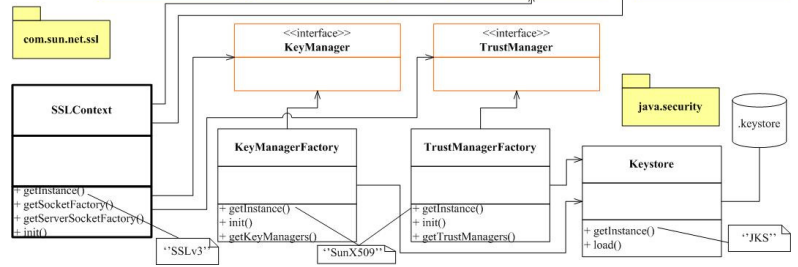 com.sun.net.ssl
<<interface>>
KeyManager
<<interface>>
TrustManager
SSLContext
+ getInstance()
+ getSocketFactory()
+ getServerSocketFactory()
+ init()
KeyManagerFactory
+ getInstance()
+ init()
+ getKeyManagers()
TrustManagerFactory
+ getInstance()
+ init()
+ getTrustManagers()
java.security
.keystore
Keystore
+ getInstance()
+ load()
‘’SSLv3’’
‘’SunX509’’
‘’JKS’’